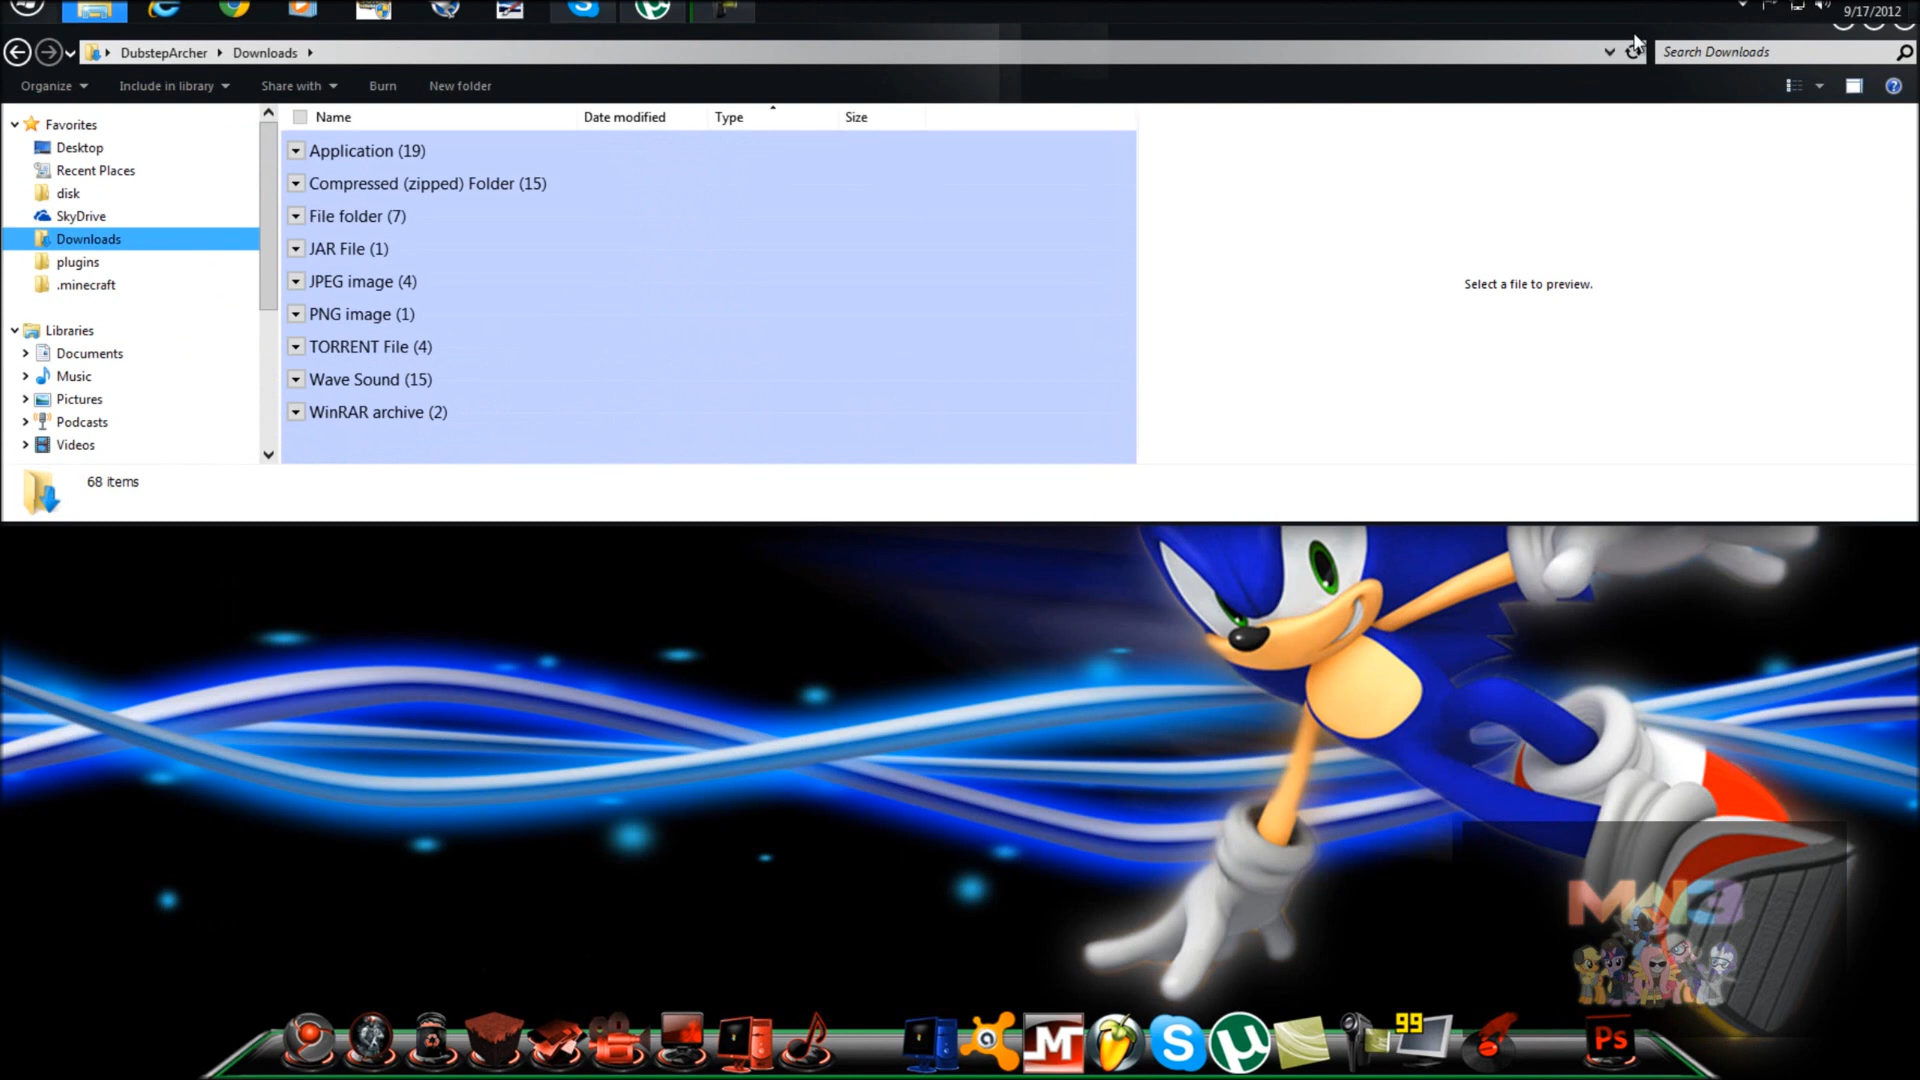 9/17/2012
DubstepArcher Downloads
Search Downloads
Organize Include in library Share with Burn New folder
Name Date modified Type Size
Favorites
Desktop
Recent Places
disk
SkyDrive
Downloads
plugins
.minecraft
Libraries
Documents
Music
Pictures
Podcasts
Videos
Application (19)
Compressed (zipped) Folder (15)
File folder (7)
JAR File (1)
JPEG image (4)
PNG image (1)
TORRENT File (4)
Wave Sound (15)
WinRAR archive (2)
Select a file to preview.
68 items
99
Ps